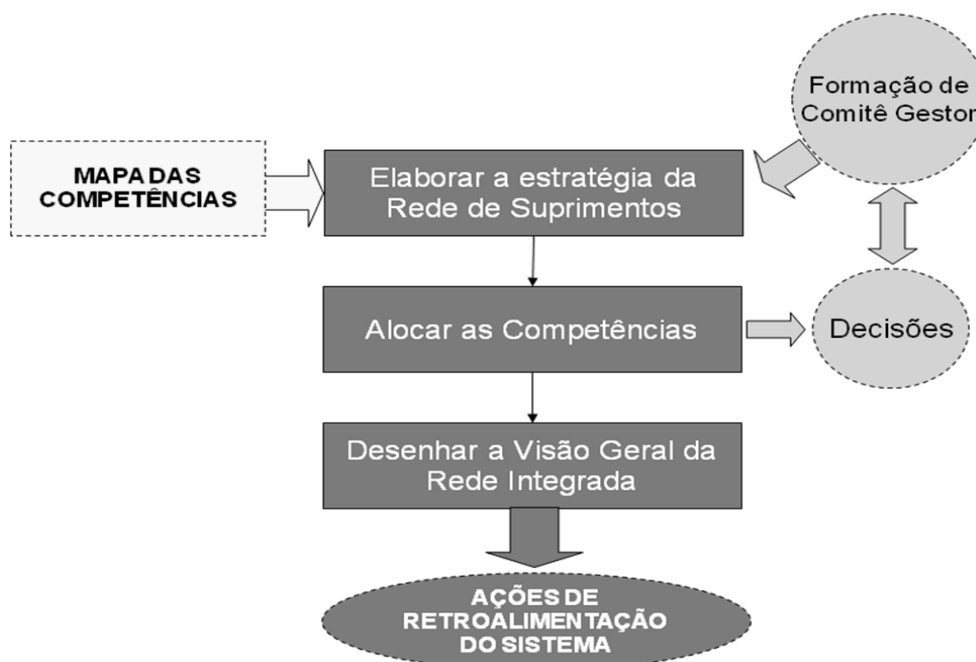 Formação de
Comitê Gestor
MAPA DAS
COMPETÊNCIAS
Elaborar a estratégia da
Rede de Suprimentos
Alocar as Competências
Decisões
Desenhar a Visão Geral da
Rede Integrada
AÇÕES DE
RETROALIMENTAÇÃO
DO SISTEMA